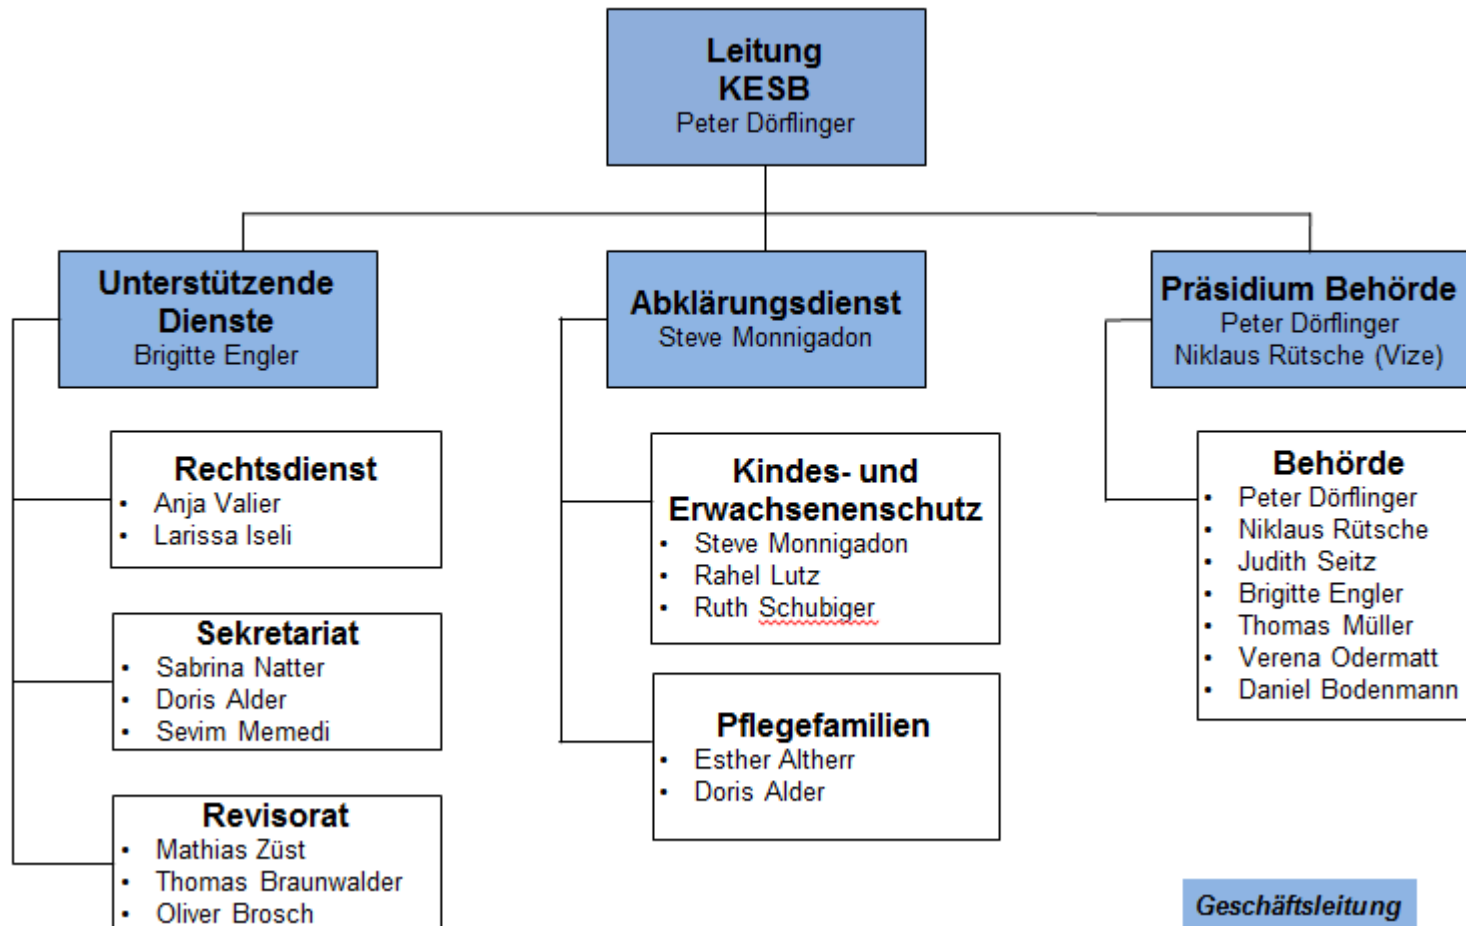 Leitung
KESB
Peter Dörflinger
Unterstützende
Dienste
Brigitte Engler
Abklärungsdienst
Steve Monnigadon
Präsidium Behörde
Peter Dörflinger
Niklaus Rütsche (Vize)
Rechtsdienst
• Anja Valier
• Larissa Iseli
Sekretariat
• Sabrina Natter
• Doris Alder
• Sevim Memedi
Revisorat
• Mathias Züst
• Thomas Braunwalder
• Oliver Brosch
Kindes- und
Erwachsenenschutz
• Steve Monnigadon
• Rahel Lutz
• Ruth Schubiger
Pflegefamilien
• Esther Altherr
• Doris Alder
Behörde
• Peter Dörflinger
• Niklaus Rütsche
• Judith Seitz
• Brigitte Engler
• Thomas Müller
• Verena Odermatt
• Daniel Bodenmann
Geschäftsleitung